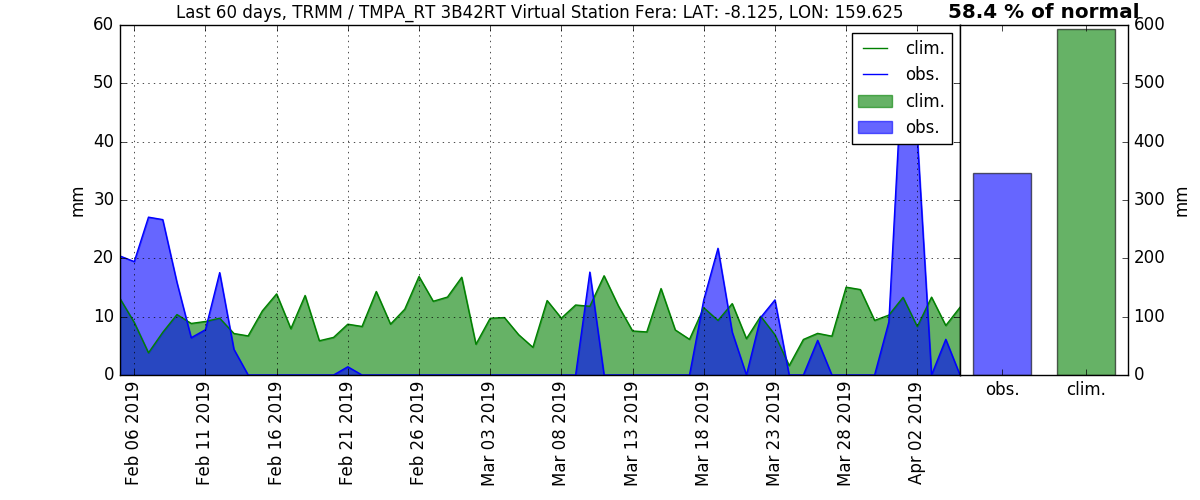 Last 60 days, TRMM / TMPA_RT 3B42RT Virtual Station Fera: LAT: -8.125, LON: 159.625
58.4 % of normal
60
50
40
30
20
10
0
mm
clim.
obs.
clim.
obs.
600
500
400
300
200
100
0
mm
Feb 06 2019
Feb 11 2019
Feb 16 2019
Feb 21 2019
Feb 26 2019
Mar 03 2019
Mar 08 2019
Mar 13 2019
Mar 18 2019
Mar 23 2019
Mar 28 2019
Apr 02 2019
obs.
clim.